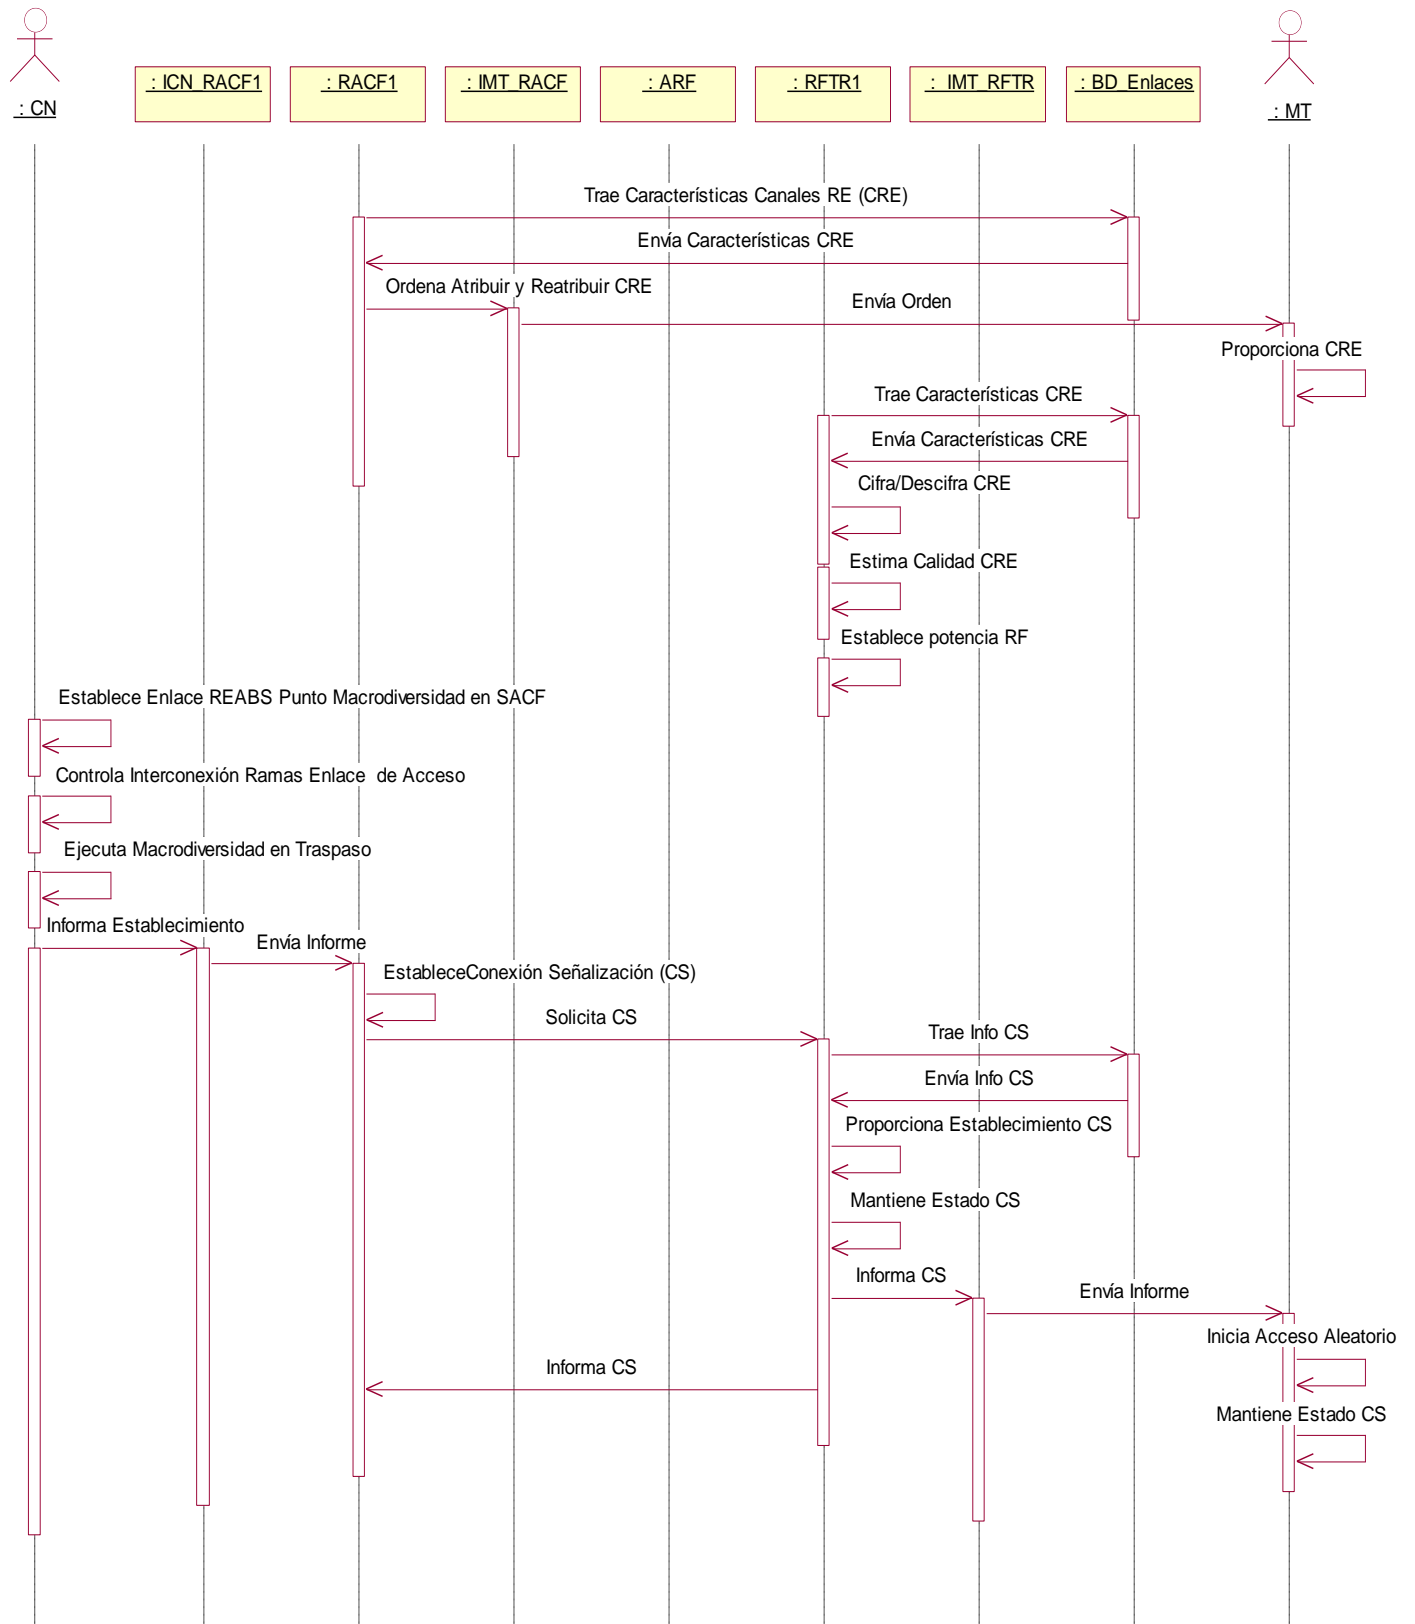 : CN
: ICN_RACF1
: RACF1
: IMT_RACF
: ARF
: RFTR1
: IMT_RFTR
: BD_Enlaces
: MT
Trae Características Canales RE (CRE)
Envía Características CRE
Ordena Atribuir y Reatribuir CRE
Envía Orden
Proporciona CRE
Trae Características CRE
Envía Características CRE
Cifra/Descifra CRE
Estima Calidad CRE
Establece potencia RF
Establece Enlace REABS Punto Macrodiversidad en SACF
Controla Interconexión Ramas Enlace de Acceso
Ejecuta Macrodiversidad en Traspaso
Informa Establecimiento
Envía Informe
EstableceConexión Señalización (CS)
Solicita CS
Trae Info CS
Envía Info CS
Proporciona Establecimiento CS
Mantiene Estado CS
Informa CS
Envía Informe
Inicia Acceso Aleatorio
Informa CS
Mantiene Estado CS